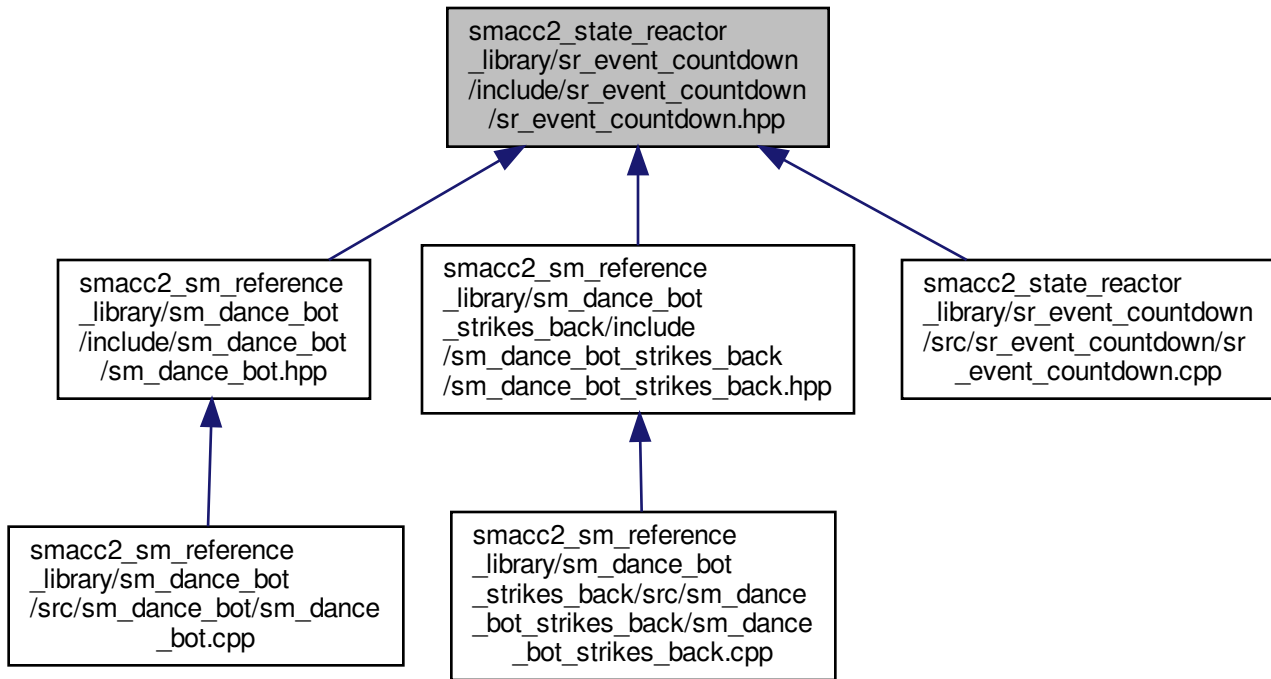 smacc2_state_reactor
_library/sr_event_countdown
/include/sr_event_countdown
/sr_event_countdown.hpp
smacc2_sm_reference
_library/sm_dance_bot
/include/sm_dance_bot
/sm_dance_bot.hpp
smacc2_sm_reference
_library/sm_dance_bot
_strikes_back/include
/sm_dance_bot_strikes_back
/sm_dance_bot_strikes_back.hpp
smacc2_state_reactor
_library/sr_event_countdown
/src/sr_event_countdown/sr
_event_countdown.cpp
smacc2_sm_reference
_library/sm_dance_bot
/src/sm_dance_bot/sm_dance
_bot.cpp
smacc2_sm_reference
_library/sm_dance_bot
_strikes_back/src/sm_dance
_bot_strikes_back/sm_dance
_bot_strikes_back.cpp